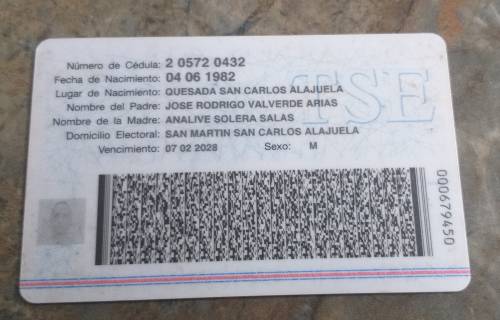 Número de Cédula: 2 0572 0432
Fecha de Nacimiento: 04 06 1982
Lugar de Nacimiento: QUESADA SAN CARLOS ALAJUELA
Nombre del Padre: JOSE RODRIGO VALVERDE ARIAS
Nombre de la Madre: ANALIVE SOLERA SALAS
Domicilio Electoral: SAN MARTIN SAN CARLOS ALAJUELA
Vencimiento: 07 02 2028 Sexo: M
TSE
000679450